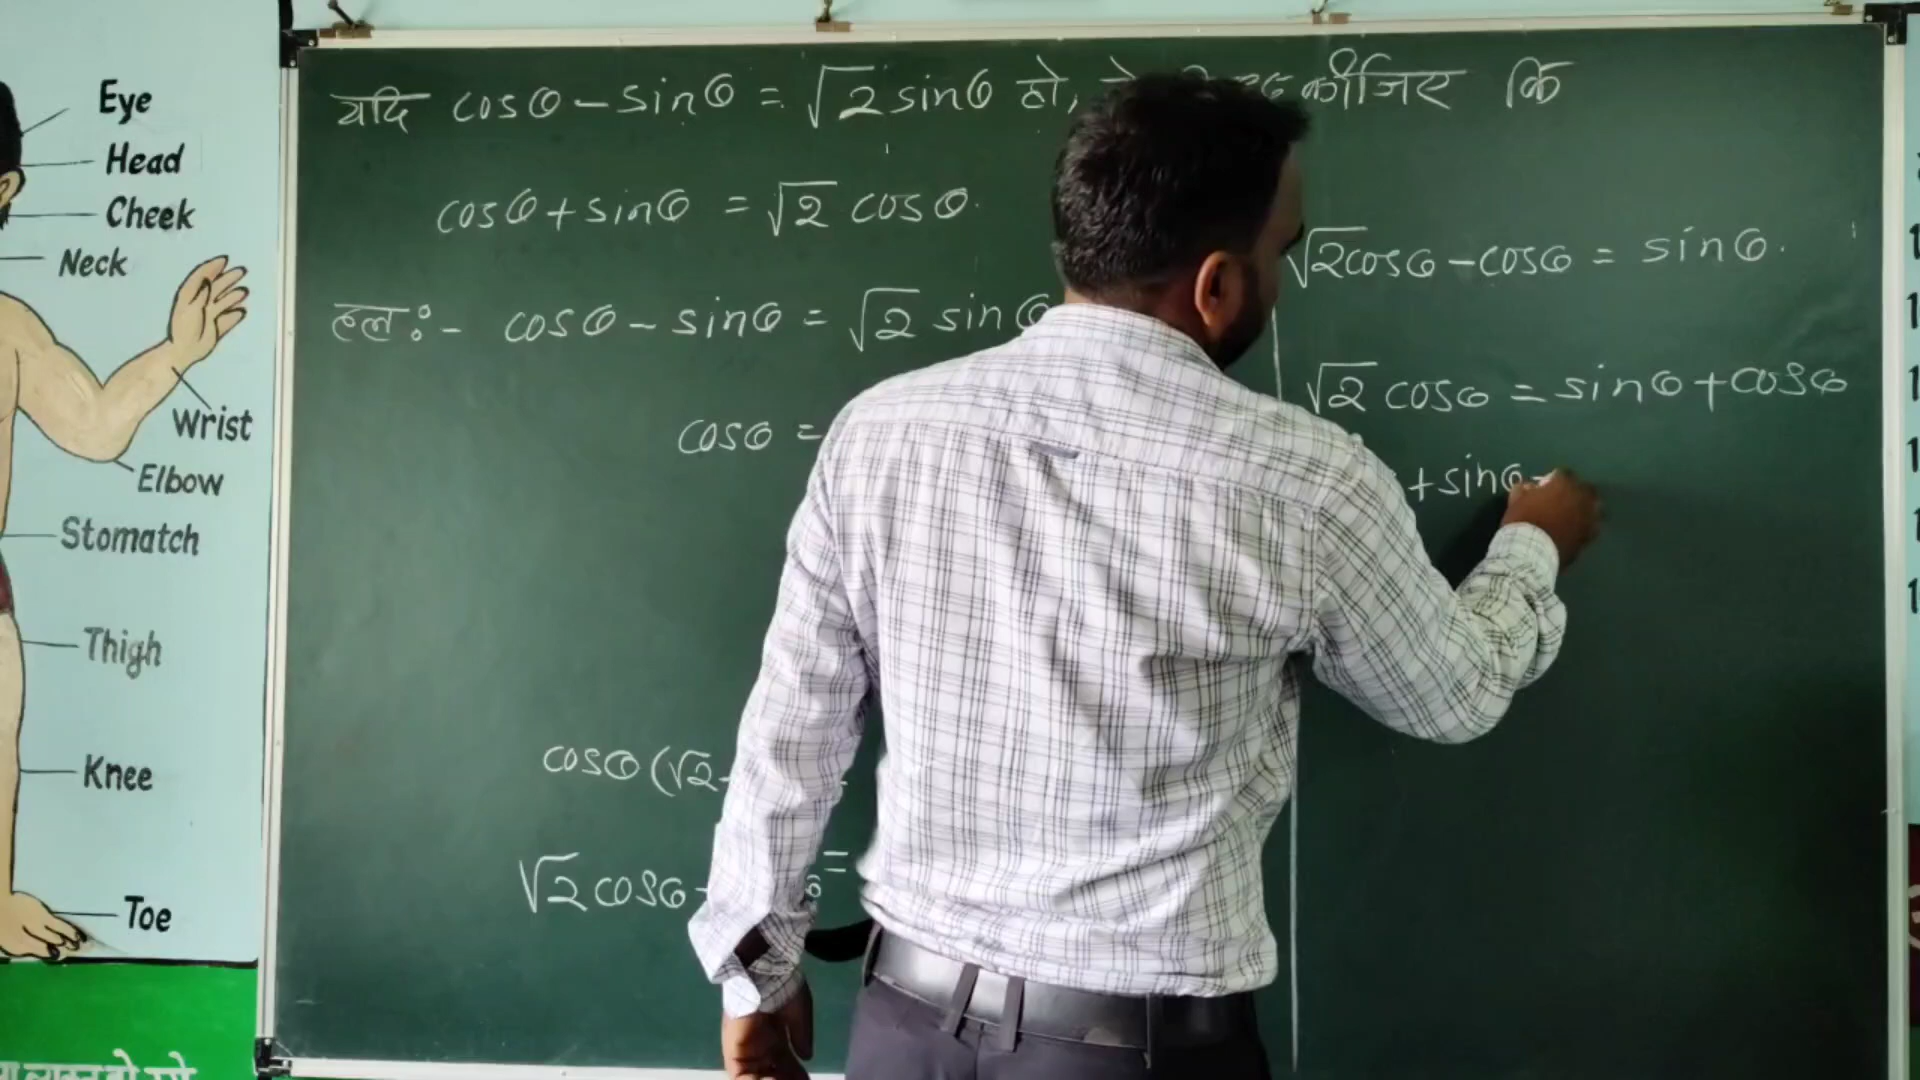 Eye
Head
Cheek
Neck
Wrist
Elbow
Stomatch
Thigh
Knee
Toe
यदि cosθ - sinθ = √2 sinθ हो, कीजिए कि
cosθ + sinθ = √2 cosθ.
हल :- cosθ - sinθ = √2 sinθ
cosθ =
cosθ (√2 -
√2 cosθ - =
√2cosθ - cosθ = sinθ.
√2 cosθ = sinθ + cosθ
+ sinθ